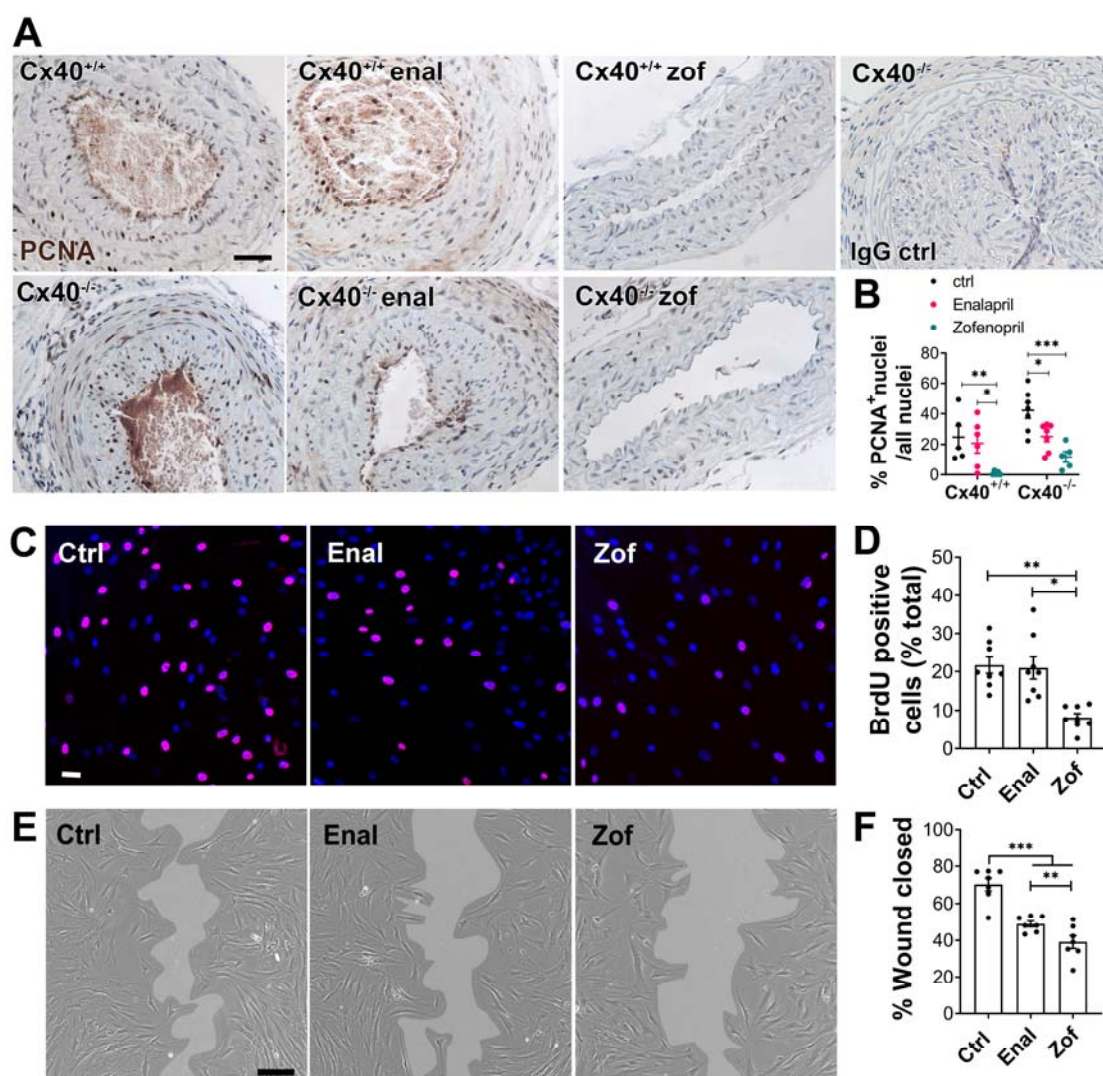 A
Cx40+/+
Cx40+/+ enal
Cx40+/+ zof
Cx40-/-
PCNA
IgG ctrl
Cx40-/-
Cx40-/- enal
Cx40-/- zof
B
ctrl
Enalapril
Zofenopril
% PCNA+nuclei
/all nuclei
80
60
40
20
0
**
*
***
*
Cx40+/+
Cx40-/-
C
Ctrl
Enal
Zof
D
BrdU positive
cells (% total)
50
40
30
20
10
0
**
*
Ctrl
Enal
Zof
E
Ctrl
Enal
Zof
F
% Wound closed
100
80
60
40
20
0
***
**
Ctrl
Enal
Zof